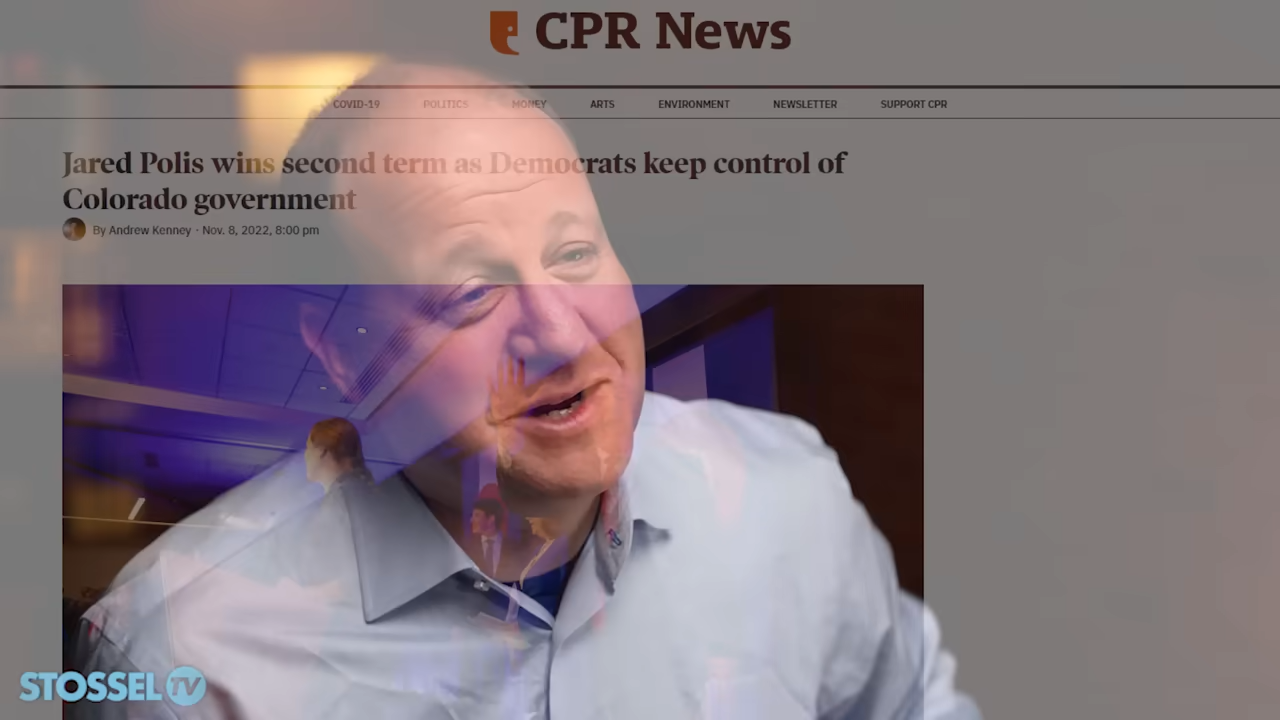 CPR News
COVID-19 POLITICS MONEY ARTS ENVIRONMENT NEWSLETTER SUPPORT CPR
Jared Polis wins second term as Democrats keep control of
Colorado government
By Andrew Kenney · Nov. 8, 2022, 8:00 pm
STOSSEL TV